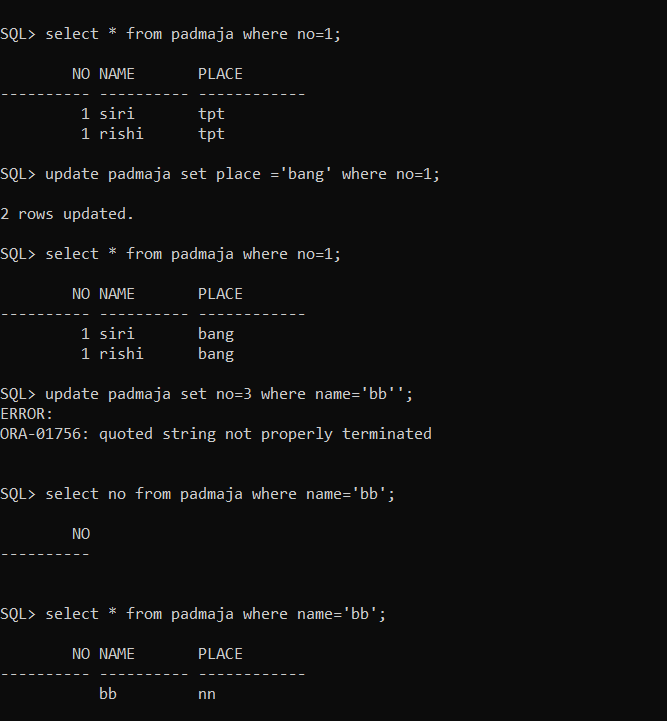 SQL> select * from padmaja where no=1;
        NO NAME       PLACE
---------- ---------- ------------
         1 siri       tpt
         1 rishi      tpt
SQL> update padmaja set place ='bang' where no=1;
2 rows updated.
SQL> select * from padmaja where no=1;
        NO NAME       PLACE
---------- ---------- ------------
         1 siri       bang
         1 rishi      bang
SQL> update padmaja set no=3 where name='bb'';
ERROR:
ORA-01756: quoted string not properly terminated
SQL> select no from padmaja where name='bb';
        NO
----------
SQL> select * from padmaja where name='bb';
        NO NAME       PLACE
---------- ---------- ------------
           bb         nn